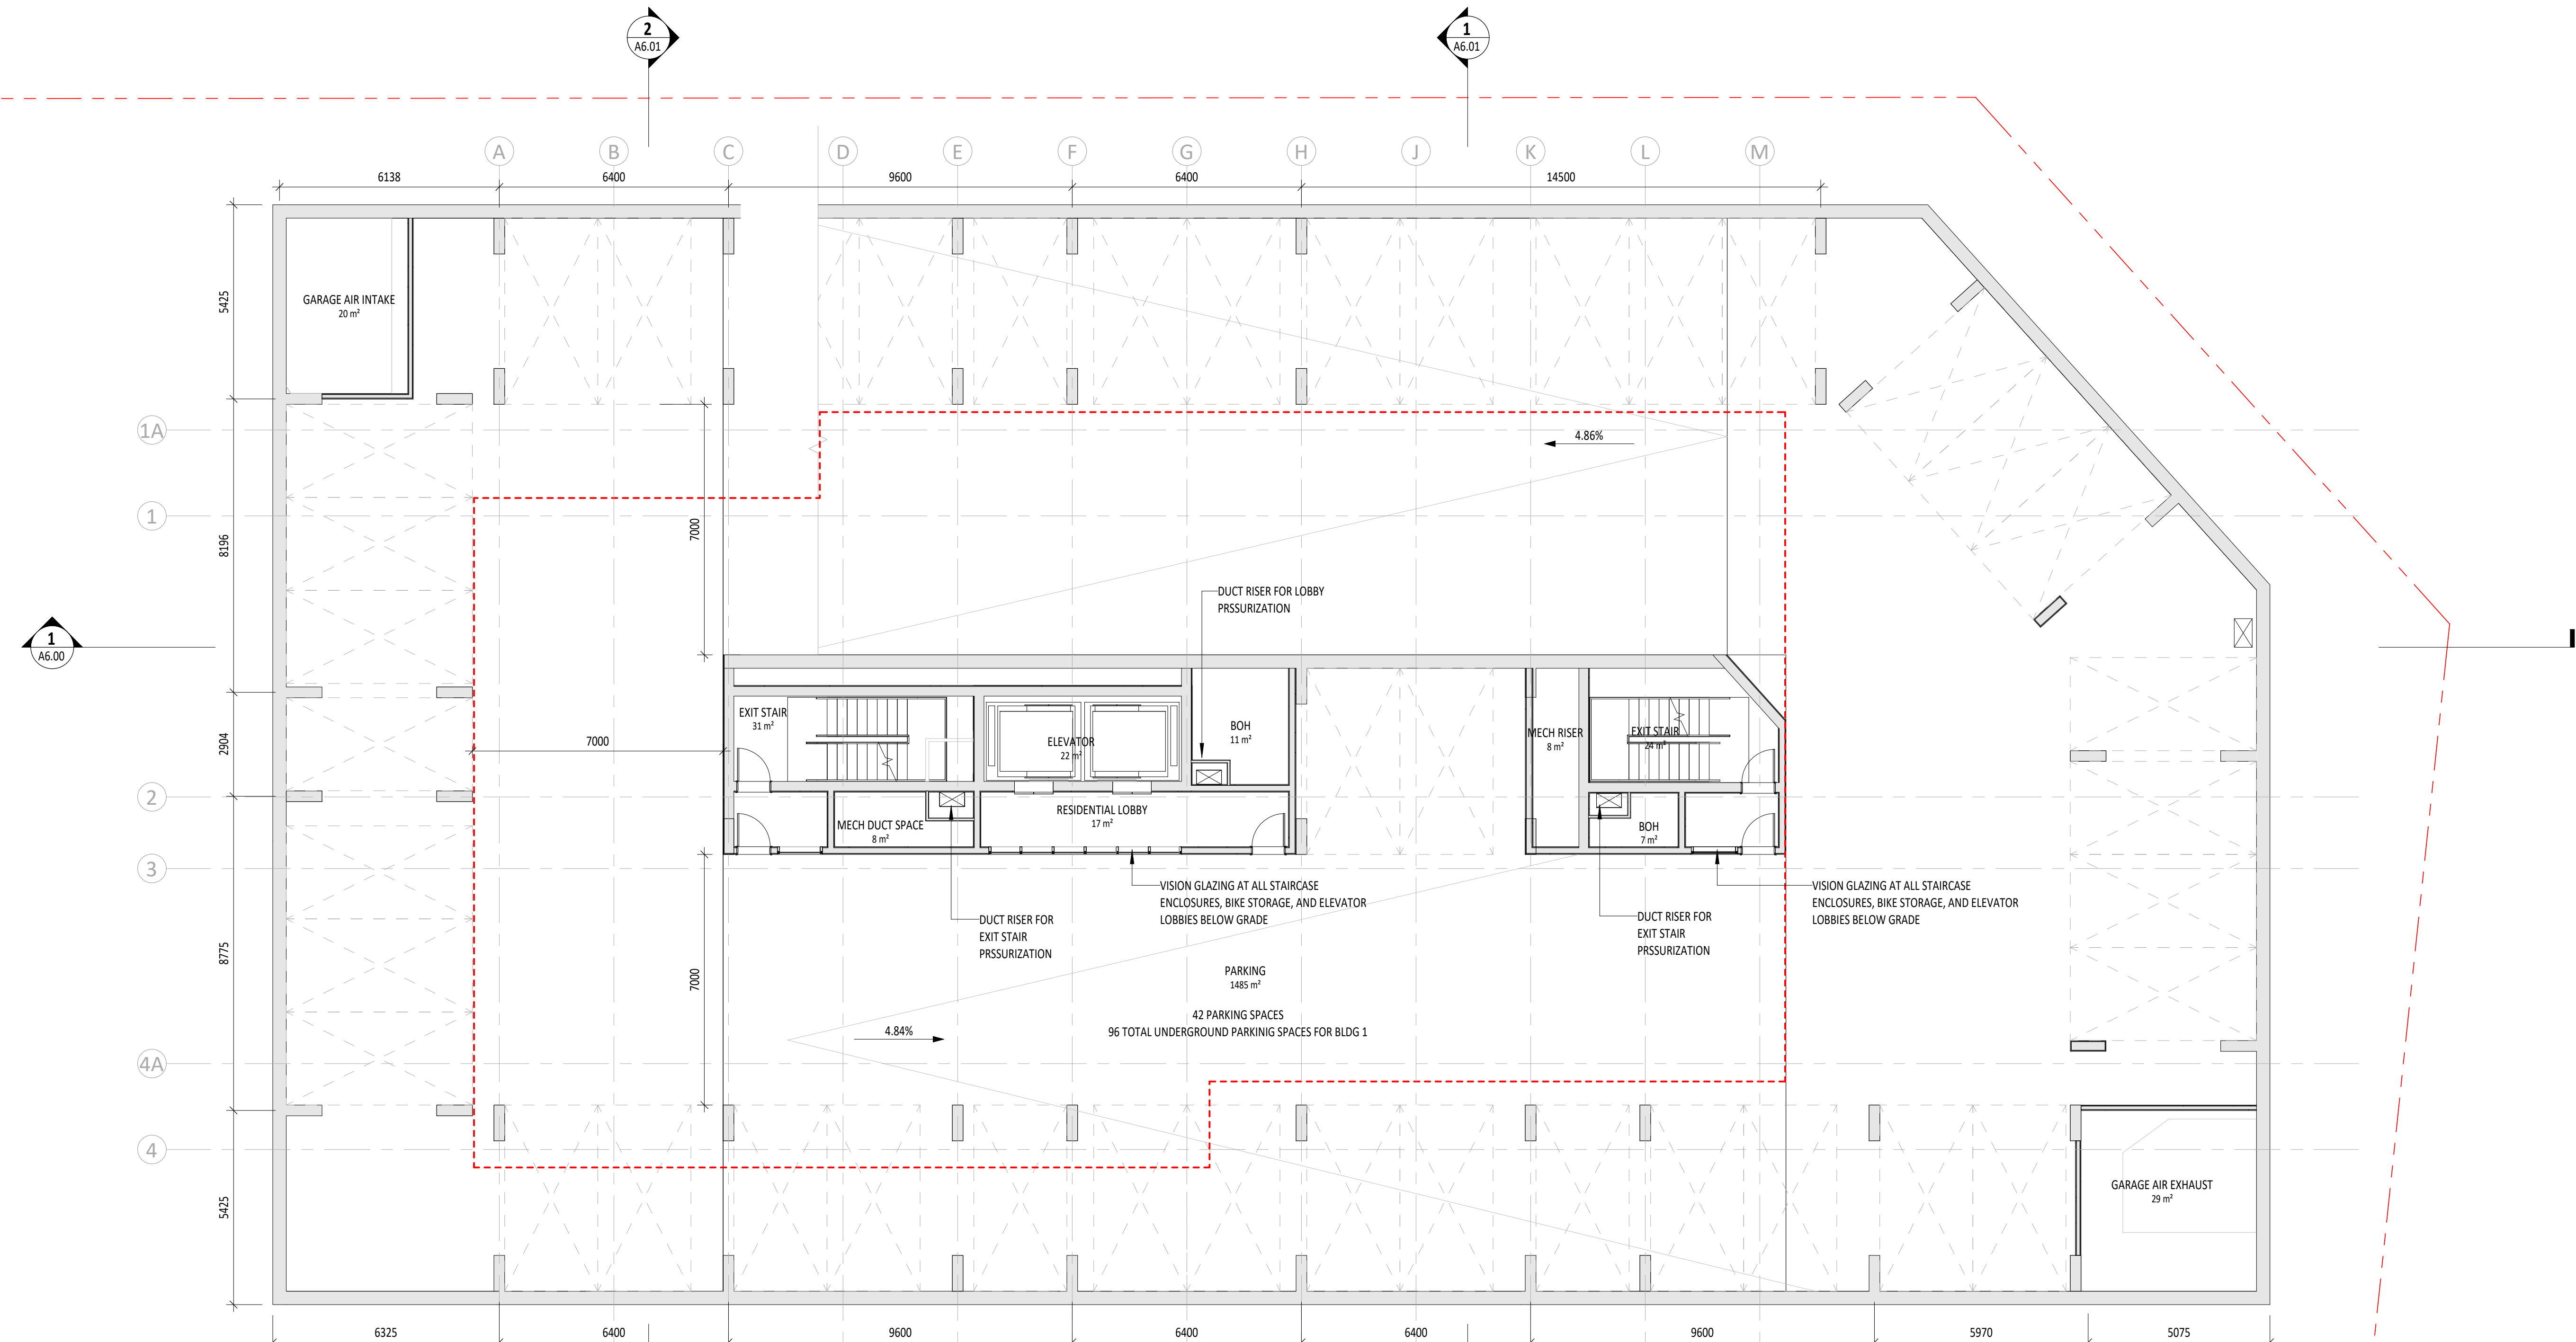 2
A6.01
1
A6.01
A
B
C
D
E
F
G
H
J
K
L
M
6138
6400
9600
6400
14500
5425
GARAGE AIR INTAKE
20 m²
1A
4.86%
1
7000
8196
DUCT RISER FOR LOBBY
PRSSURIZATION
1
A6.00
EXIT STAIR
31 m²
ELEVATOR
22 m²
BOH
11 m²
MECH RISER
8 m²
EXIT STAIR
24 m²
2904
7000
2
MECH DUCT SPACE
8 m²
RESIDENTIAL LOBBY
17 m²
BOH
7 m²
3
VISION GLAZING AT ALL STAIRCASE
ENCLOSURES, BIKE STORAGE, AND ELEVATOR
LOBBIES BELOW GRADE
VISION GLAZING AT ALL STAIRCASE
ENCLOSURES, BIKE STORAGE, AND ELEVATOR
LOBBIES BELOW GRADE
DUCT RISER FOR
EXIT STAIR
PRSSURIZATION
DUCT RISER FOR
EXIT STAIR
PRSSURIZATION
8775
7000
PARKING
1485 m²
42 PARKING SPACES
96 TOTAL UNDERGROUND PARKINIG SPACES FOR BLDG 1
4.84%
4A
4
5425
GARAGE AIR EXHAUST
29 m²
6325
6400
9600
6400
6400
9600
5970
5075